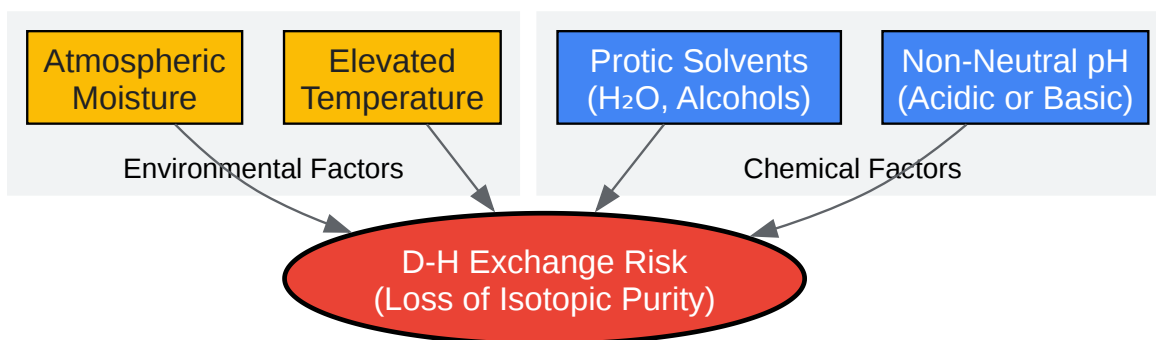 Atmospheric
Moisture
Elevated
Temperature
Protic Solvents
(H₂O, Alcohols)
Non-Neutral pH
(Acidic or Basic)
Environmental Factors
Chemical Factors
D-H Exchange Risk
(Loss of Isotopic Purity)